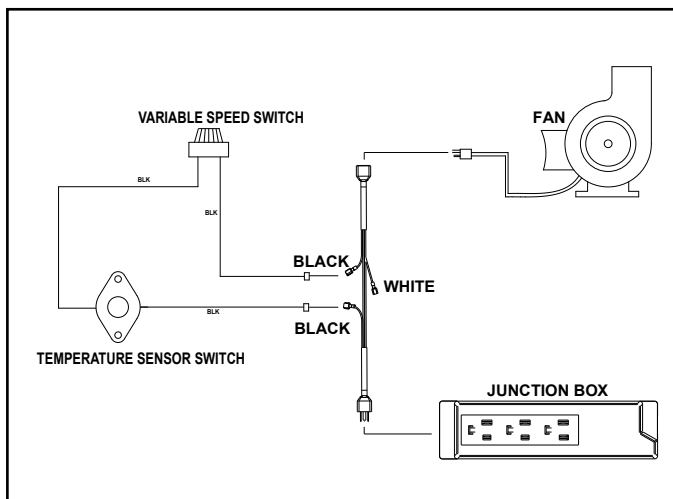 FAN
VARIABLE SPEED SWITCH
BLK
BLK
BLACK
WHITE
BLK
BLACK
TEMPERATURE SENSOR SWITCH
JUNCTION BOX